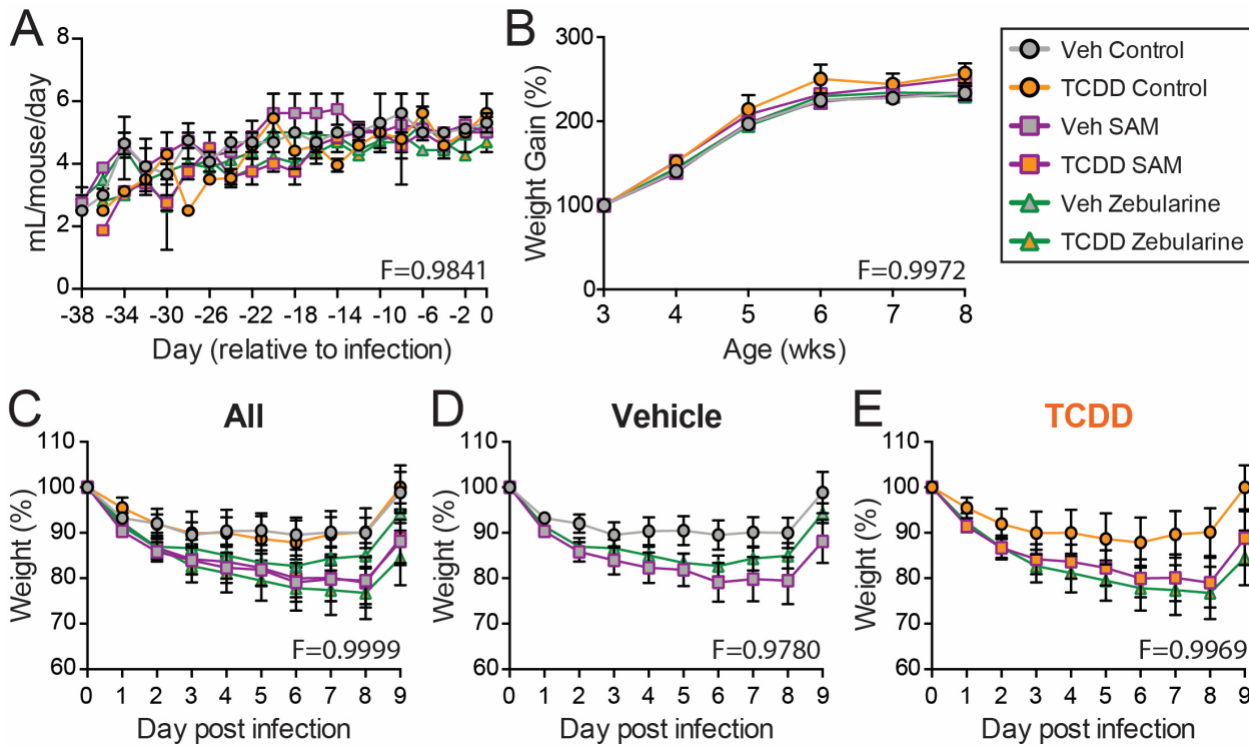 A
mL/mouse/day
8
6
4
2
0
-38 -34 -30 -26 -22 -18 -14 -10 -6 -2 0
F=0.9841
Day (relative to infection)
B
Weight Gain (%)
300
200
100
0
3 4 5 6 7 8
F=0.9972
Age (wks)
Veh Control
TCDD Control
Veh SAM
TCDD SAM
Veh Zebularine
TCDD Zebularine
C
All
Weight (%)
110
100
90
80
70
60
0 1 2 3 4 5 6 7 8 9
F=0.9999
Day post infection
D
Vehicle
Weight (%)
110
100
90
80
70
60
0 1 2 3 4 5 6 7 8 9
F=0.9780
Day post infection
E
TCDD
Weight (%)
110
100
90
80
70
60
0 1 2 3 4 5 6 7 8 9
F=0.9969
Day post infection